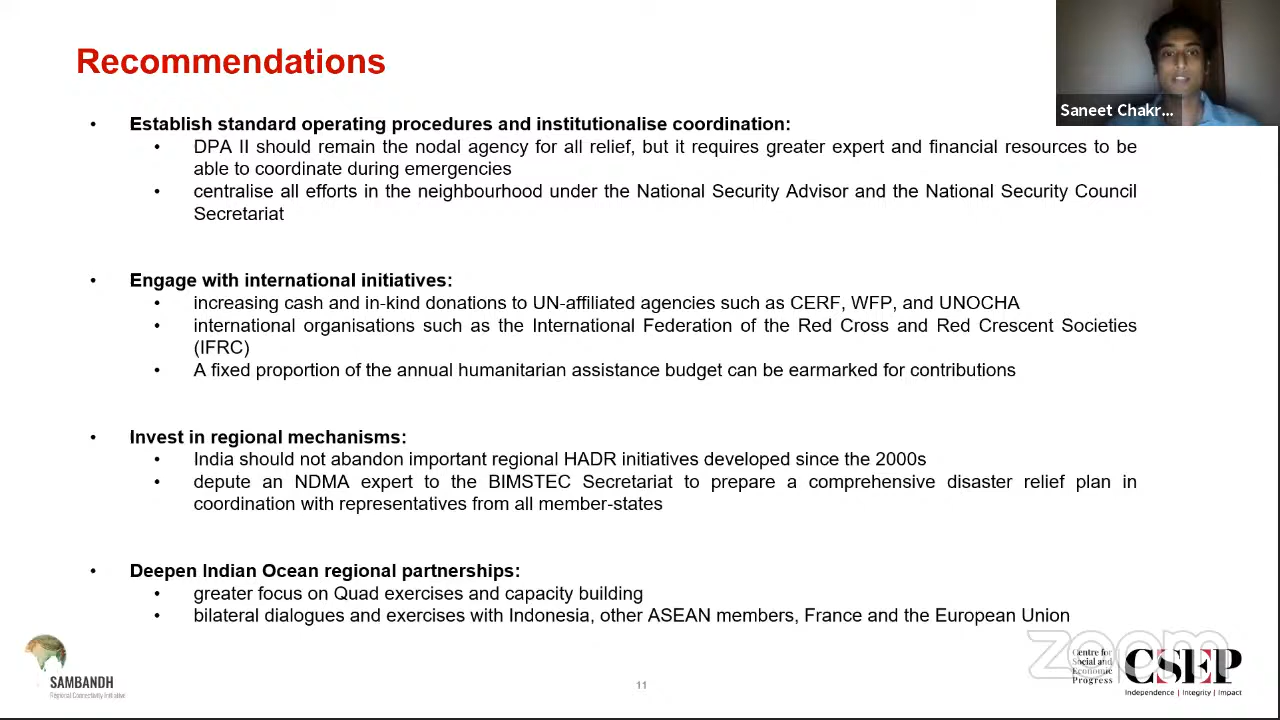 Recommendations
Saneet Chakr...
• Establish standard operating procedures and institutionalise coordination:
• DPA II should remain the nodal agency for all relief, but it requires greater expert and financial resources to be
able to coordinate during emergencies
• centralise all efforts in the neighbourhood under the National Security Advisor and the National Security Council
Secretariat
• Engage with international initiatives:
• increasing cash and in-kind donations to UN-affiliated agencies such as CERF, WFP, and UNOCHA
• international organisations such as the International Federation of the Red Cross and Red Crescent Societies
(IFRC)
• A fixed proportion of the annual humanitarian assistance budget can be earmarked for contributions
• Invest in regional mechanisms:
• India should not abandon important regional HADR initiatives developed since the 2000s
• depute an NDMA expert to the BIMSTEC Secretariat to prepare a comprehensive disaster relief plan in
coordination with representatives from all member-states
• Deepen Indian Ocean regional partnerships:
• greater focus on Quad exercises and capacity building
• bilateral dialogues and exercises with Indonesia, other ASEAN members, France and the European Union
SAMBANDH
Regional Connectivity Initiative
11
zoom
Centre for
Social and
Economic
Progress
CSEP
Independence | Integrity | Impact